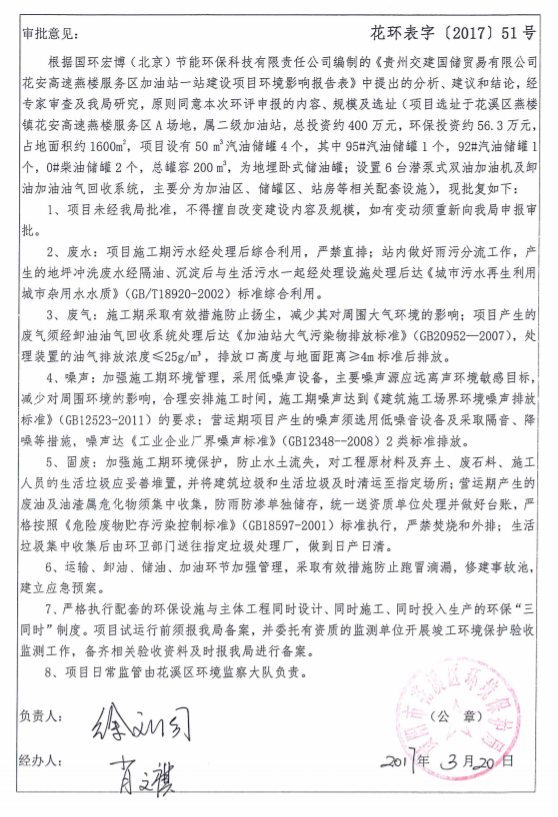 审批意见： 花环表字〔2017〕51号
根据国环宏博（北京）节能环保科技有限责任公司编制的《贵州交建国储贸易有限公司
花安高速燕楼服务区加油站一站建设项目环境影响报告表》中提出的分析、建议和结论，经
专家审查及我局研究，原则同意本次环评申报的内容、规模及选址（项目选址于花溪区燕楼
镇花安高速燕楼服务区A场地，属二级加油站，总投资约400万元，环保投资约56.3万元，
占地面积约1600m²，项目设有50m³汽油储罐4个，其中95#汽油储罐1个，92#汽油储罐1
个，0#柴油储罐2个，总罐容200m³，为地埋卧式储油罐；设置6台潜泵式双油加油机及卸
油加油油气回收系统，主要分为加油区、储罐区、站房等相关配套设施），现批复如下：
1、项目未经我局批准，不得擅自改变建设内容及规模，如有变动须重新向我局申报审
批。
2、废水：项目施工期污水经处理后综合利用，严禁直排；站内做好雨污分流工作，产
生的地坪冲洗废水经隔油、沉淀后与生活污水一起经处理设施处理后达《城市污水再生利用
城市杂用水水质》（GB/T18920-2002）标准综合利用。
3、废气：施工期采取有效措施防止扬尘，减少其对周围大气环境的影响；项目产生的
废气须经卸油油气回收系统处理后达《加油站大气污染物排放标准》（GB20952—2007），处
理装置的油气排放浓度≤25g/m³，排放口高度与地面距离≥4m标准后排放。
4、噪声：加强施工期环境管理，采用低噪声设备，主要噪声源应远离声环境敏感目标，
减少对周围环境的影响，合理安排施工时间，施工期噪声达到《建筑施工场界环境噪声排放
标准》（GB12523-2011）的要求；营运期项目产生的噪声须选用低噪音设备及采取隔音、降
噪等措施，噪声达《工业企业厂界噪声标准》（GB12348--2008）2类标准排放。
5、固废：加强施工期环境保护，防止水土流失，对工程原材料及弃土、废石料、施工
人员的生活垃圾应妥善堆置，并将建筑垃圾和生活垃圾及时清运至指定场所；营运期产生的
废油及油渣属危化物须集中收集，防雨防渗单独储存，统一送资质单位处理并做好台账，严
格按照《危险废物贮存污染控制标准》（GB18597-2001）标准执行，严禁焚烧和外排；生活
垃圾集中收集后由环卫部门送往指定垃圾处理厂，做到日产日清。
6、运输、卸油、储油、加油环节加强管理，采取有效措施防止跑冒滴漏，修建事故池，
建立应急预案。
7、严格执行配套的环保设施与主体工程同时设计、同时施工、同时投入生产的环保“三
同时”制度。项目试运行前须报我局备案，并委托有资质的监测单位开展竣工环境保护验收
监测工作，备齐相关验收资料及时报我局进行备案。
8、项目日常监管由花溪区环境监察大队负责。
负责人： （公 章）
经办人： 肖文祺 2017年3月20日